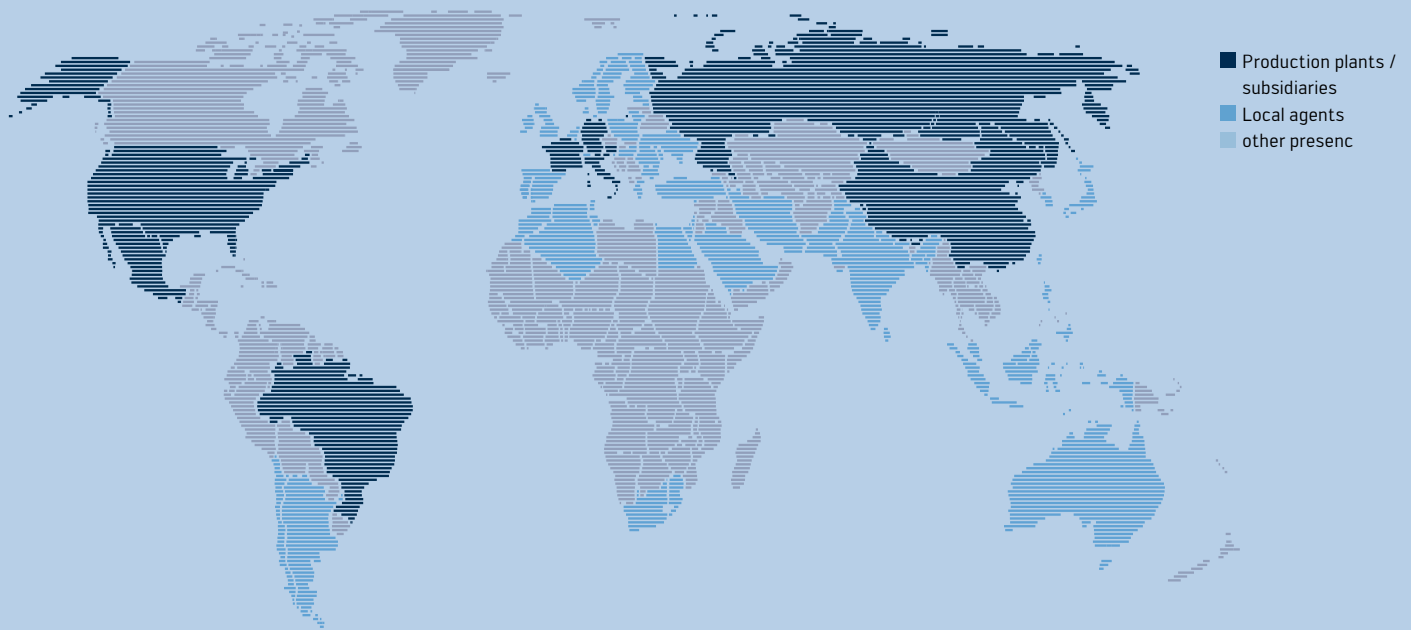 Production plants /
subsidiaries
Local agents
other presenc